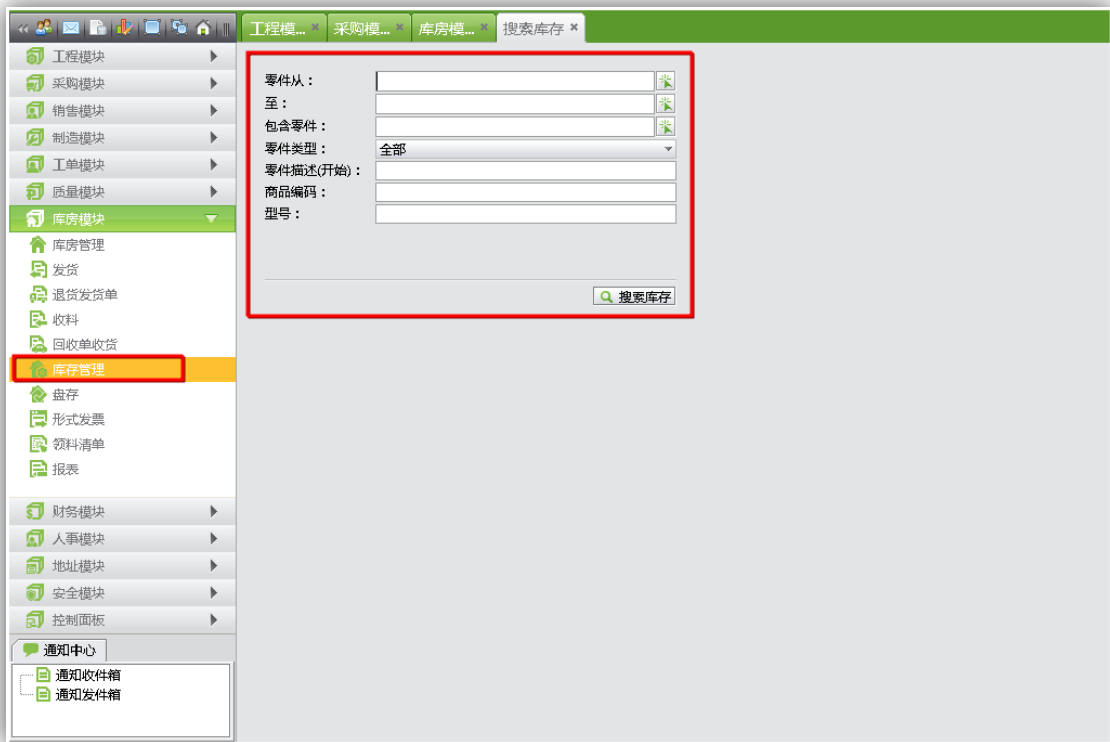 工程模... 采购模... 库房模... 搜索库存
工程模块
采购模块
销售模块
制造模块
工单模块
质量模块
库房模块
库房管理
发货
退货发货单
收料
回收单收货
库存管理
盘存
形式发票
领料清单
报表
财务模块
人事模块
地址模块
安全模块
控制面板
通知中心
通知收件箱
通知发件箱
零件从：
至：
包含零件：
零件类型： 全部
零件描述(开始)：
商品编码：
型号：
搜索库存